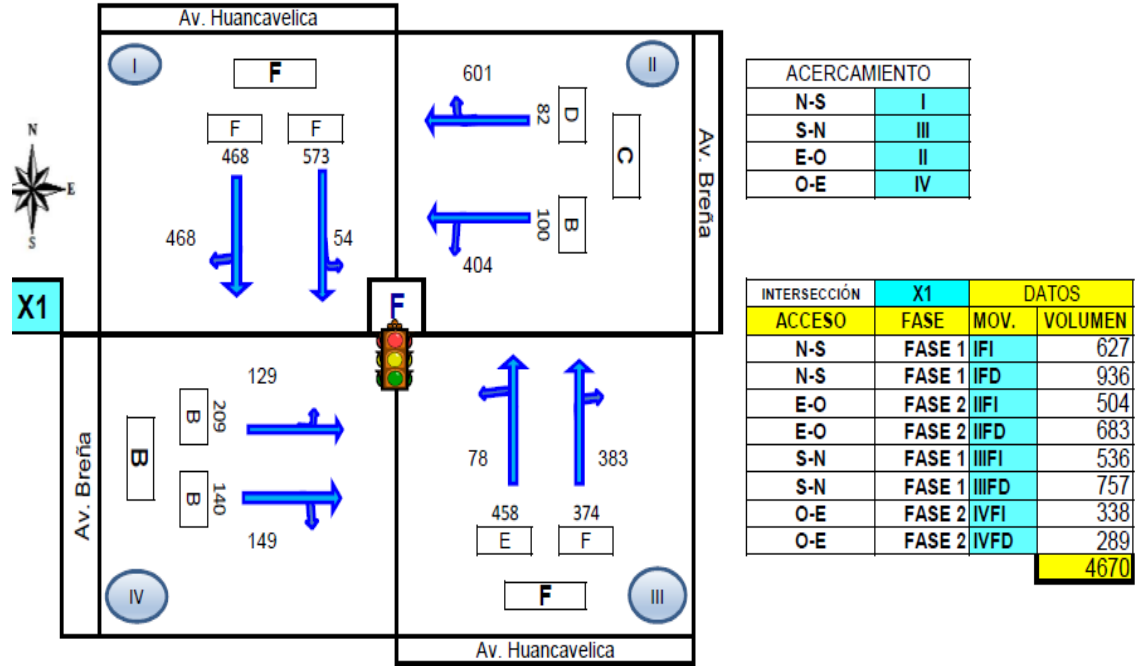 Av. Huancavelica
I
F
F F
468 573
468
54
601
82
D
II
C
100
B
404
Av. Breña
N
E
S
X1
F
129
209
B
B
140
B
149
Av. Breña
IV
78
383
458 374
E F
F
III
Av. Huancavelica
ACERCAMIENTO
N-S I
S-N III
E-O II
O-E IV
INTERSECCIÓN X1 DATOS
ACCESO FASE MOV. VOLUMEN
N-S FASE 1 IFI 627
N-S FASE 1 IFD 936
E-O FASE 2 IIFI 504
E-O FASE 2 IIFD 683
S-N FASE 1 IIIFI 536
S-N FASE 1 IIIFD 757
O-E FASE 2 IVFI 338
O-E FASE 2 IVFD 289
4670